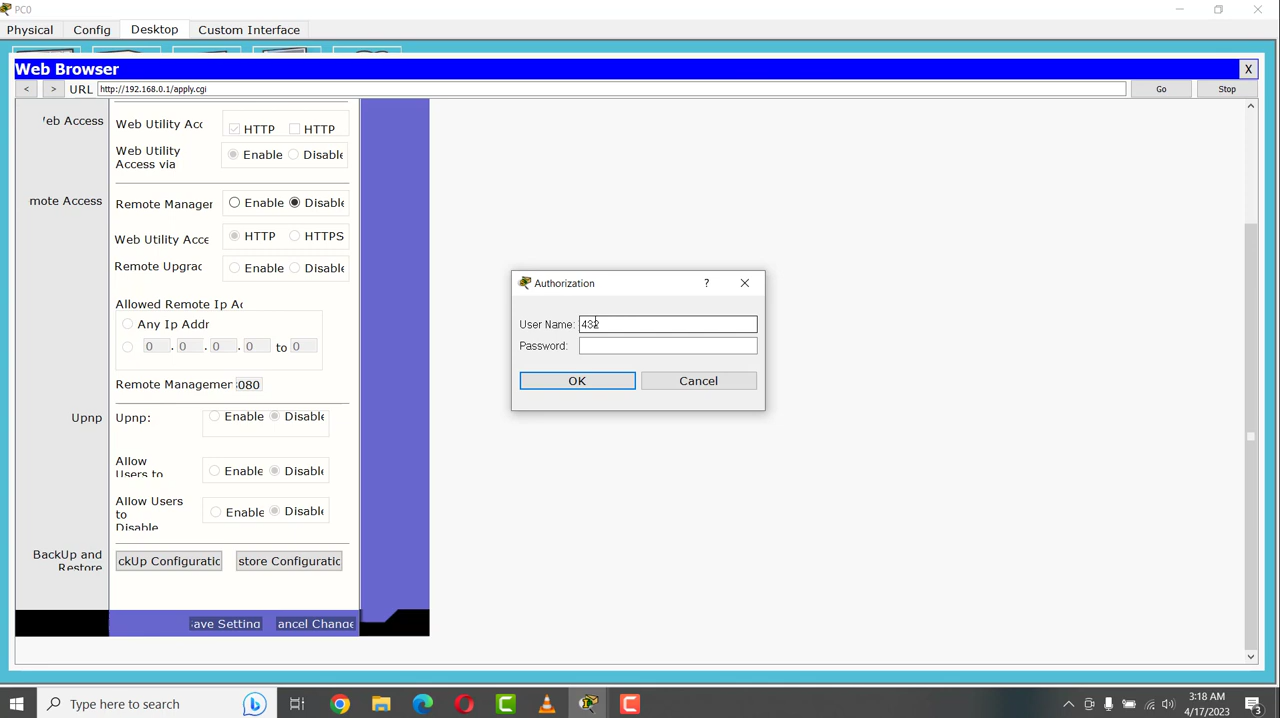 PC0
Physical Config Desktop Custom Interface
Web Browser X
< > URL http://192.168.0.1/apply.cgi Go Stop
eb Access
Web Utility Acc HTTP HTTP
Web Utility
Access via
Enable Disable
mote Access
Remote Manager Enable Disable
Web Utility Acce HTTP HTTPS
Remote Upgrac Enable Disable
Allowed Remote Ip Ac
Any Ip Addr
0 . 0 . 0 . 0 to 0
Remote Managemen 080
Upnp Upnp: Enable Disable
Allow
Users to
Enable Disable
Allow Users
to
Disable
Enable Disable
BackUp and
Restore
ckUp Configuratic store Configuratic
ave Setting ancel Change
Authorization ?
User Name: 432
Password:
OK Cancel
Type here to search
3:18 AM
4/17/2023
3